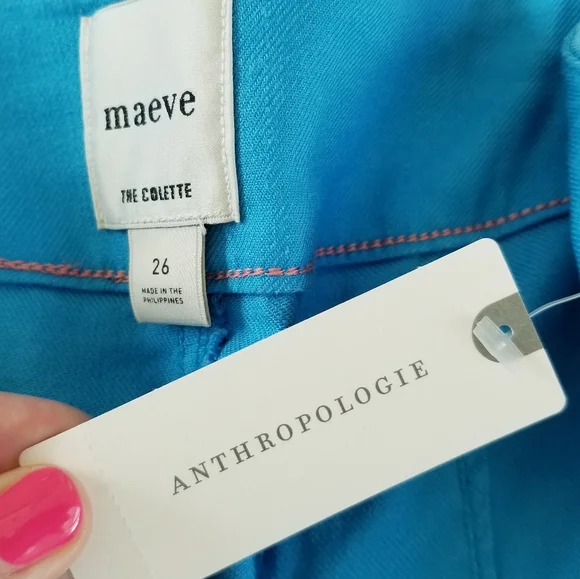 maeve
THE COLETTE
26
MADE IN THE
PHILIPPINES
ANTHROPOLOGIE